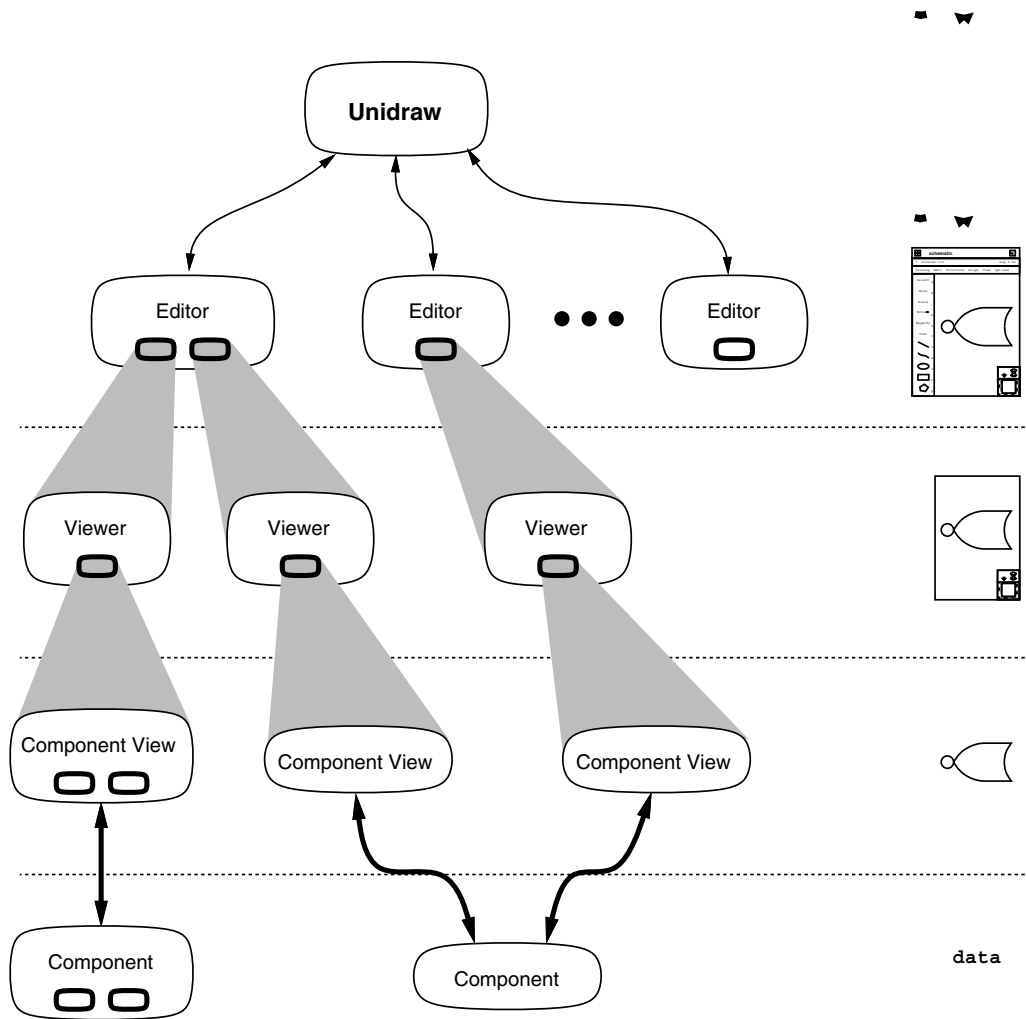 Unidraw
schematic
Editor
Editor
Editor
Viewer
Viewer
Viewer
Component View
Component View
Component View
Component
Component
data